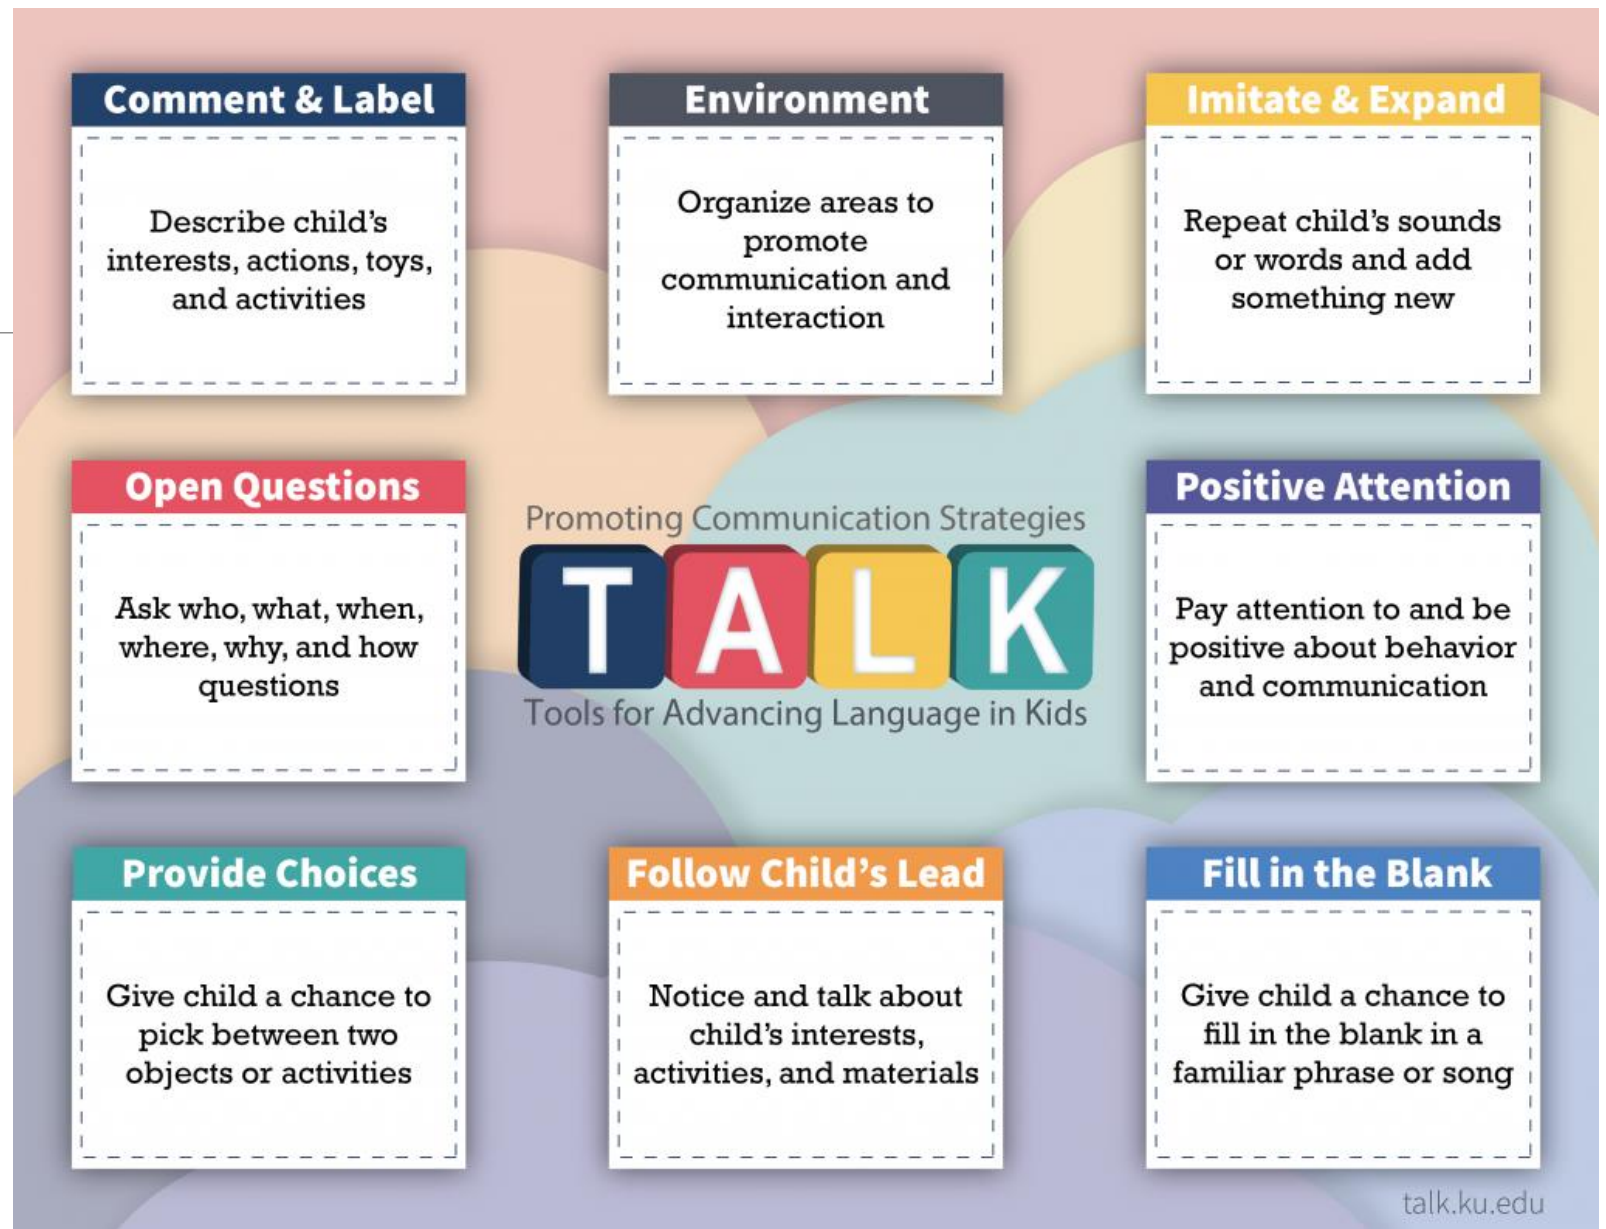 Comment & Label
Describe child's
interests, actions, toys,
and activities
Environment
Organize areas to
promote
communication and
interaction
Imitate & Expand
Repeat child's sounds
or words and add
something new
Open Questions
Ask who, what, when,
where, why, and how
questions
Promoting Communication Strategies
TALK
Tools for Advancing Language in Kids
Positive Attention
Pay attention to and be
positive about behavior
and communication
Provide Choices
Give child a chance to
pick between two
objects or activities
Follow Child's Lead
Notice and talk about
child's interests,
activities, and materials
Fill in the Blank
Give child a chance to
fill in the blank in a
familiar phrase or song
talk.ku.edu